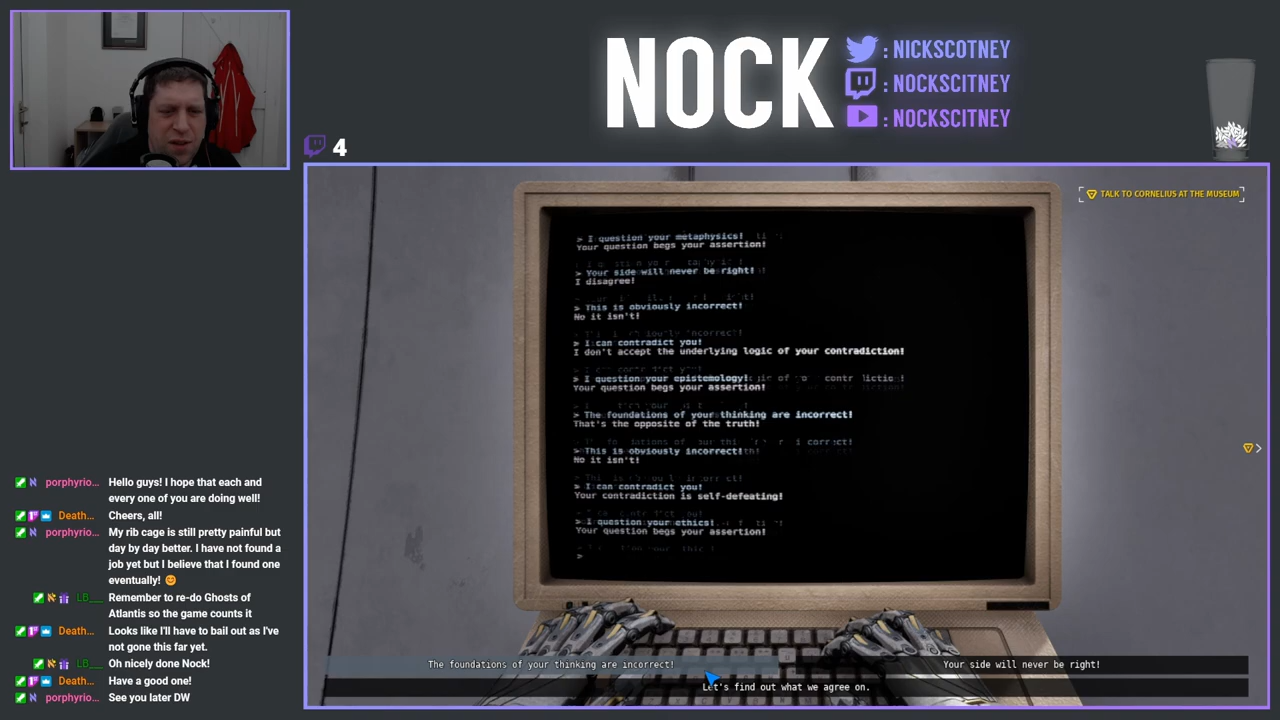 NOCK
: NICKSCOTNEY
: NOCKSCITNEY
: NOCKSCITNEY
4
TALK TO CORNELIUS AT THE MUSEUM
> I question your metaphysics!
Your question begs your assertion!
> Your side will never be right!
I disagree!
> This is obviously incorrect!
No it isn't!
> I can contradict you!
I don't accept the underlying logic of your contradiction!
> I question your epistemology!
Your question begs your assertion!
> The foundations of your thinking are incorrect!
That's the opposite of the truth!
> This is obviously incorrect!
No it isn't!
> I can contradict you!
Your contradiction is self-defeating!
> I question your ethics!
Your question begs your assertion!
>
The foundations of your thinking are incorrect!
Your side will never be right!
Let's find out what we agree on.
porphyrio... Hello guys! I hope that each and
every one of you are doing well!
Death... Cheers, all!
porphyrio... My rib cage is still pretty painful but
day by day better. I have not found a
job yet but I believe that I found one
eventually! 😊
LB__ Remember to re-do Ghosts of
Atlantis so the game counts it
Death... Looks like I'll have to bail out as I've
not gone this far yet.
LB__ Oh nicely done Nock!
Death... Have a good one!
porphyrio... See you later DW